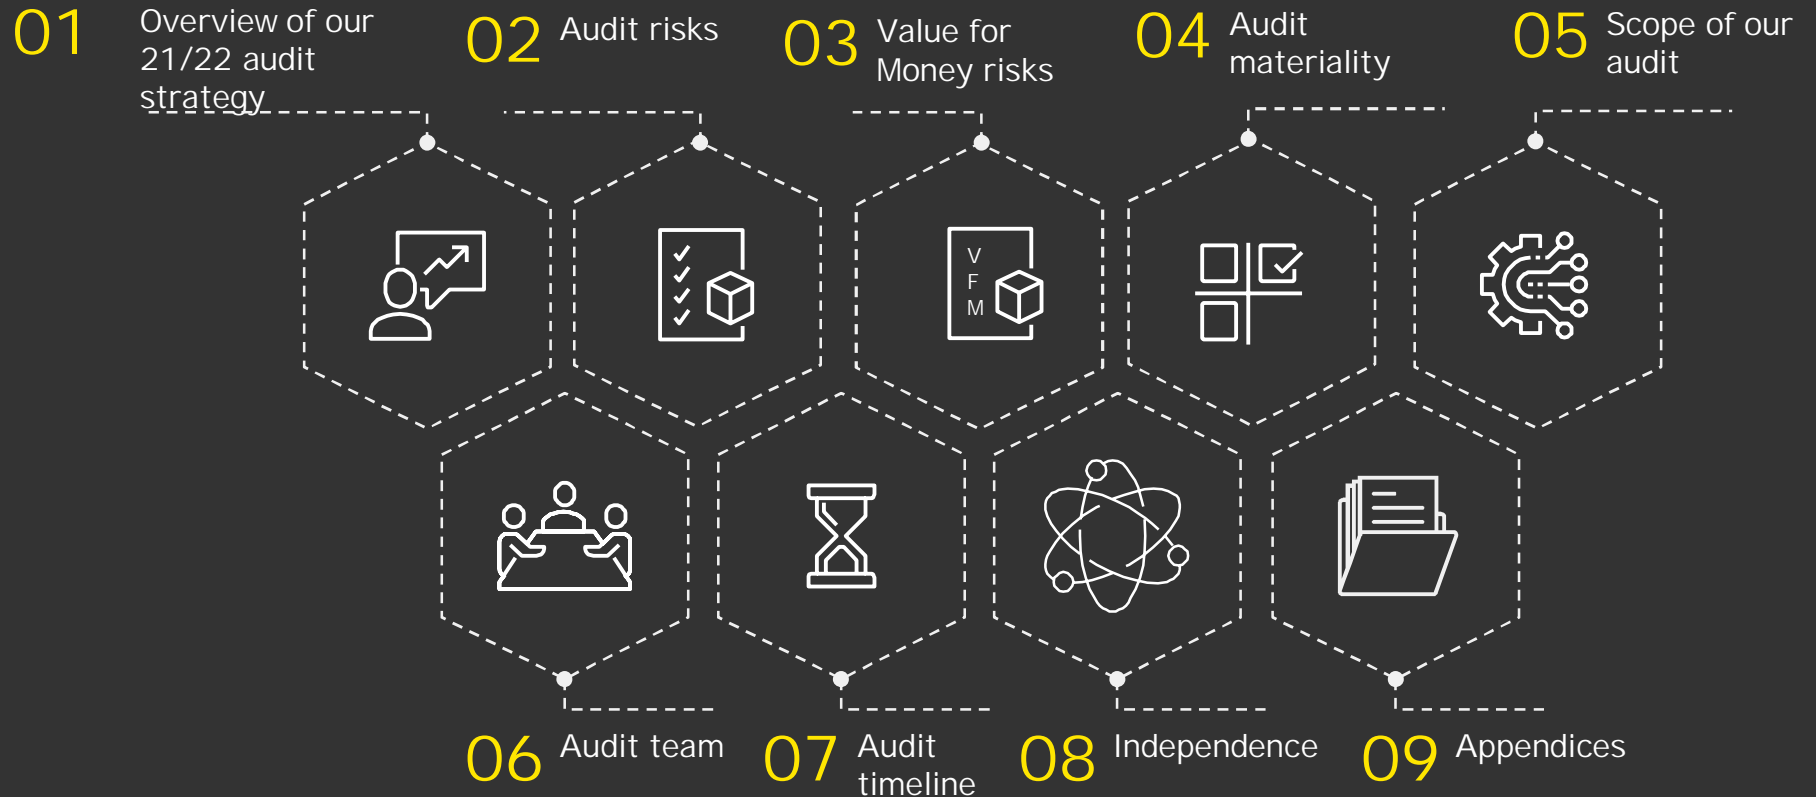 01
Overview of our
21/22 audit
strategy
02
Audit risks
03
Value for
Money risks
04
Audit
materiality
05
Scope of our
audit
V
F
M
06
Audit team
07
Audit
timeline
08
Independence
09
Appendices